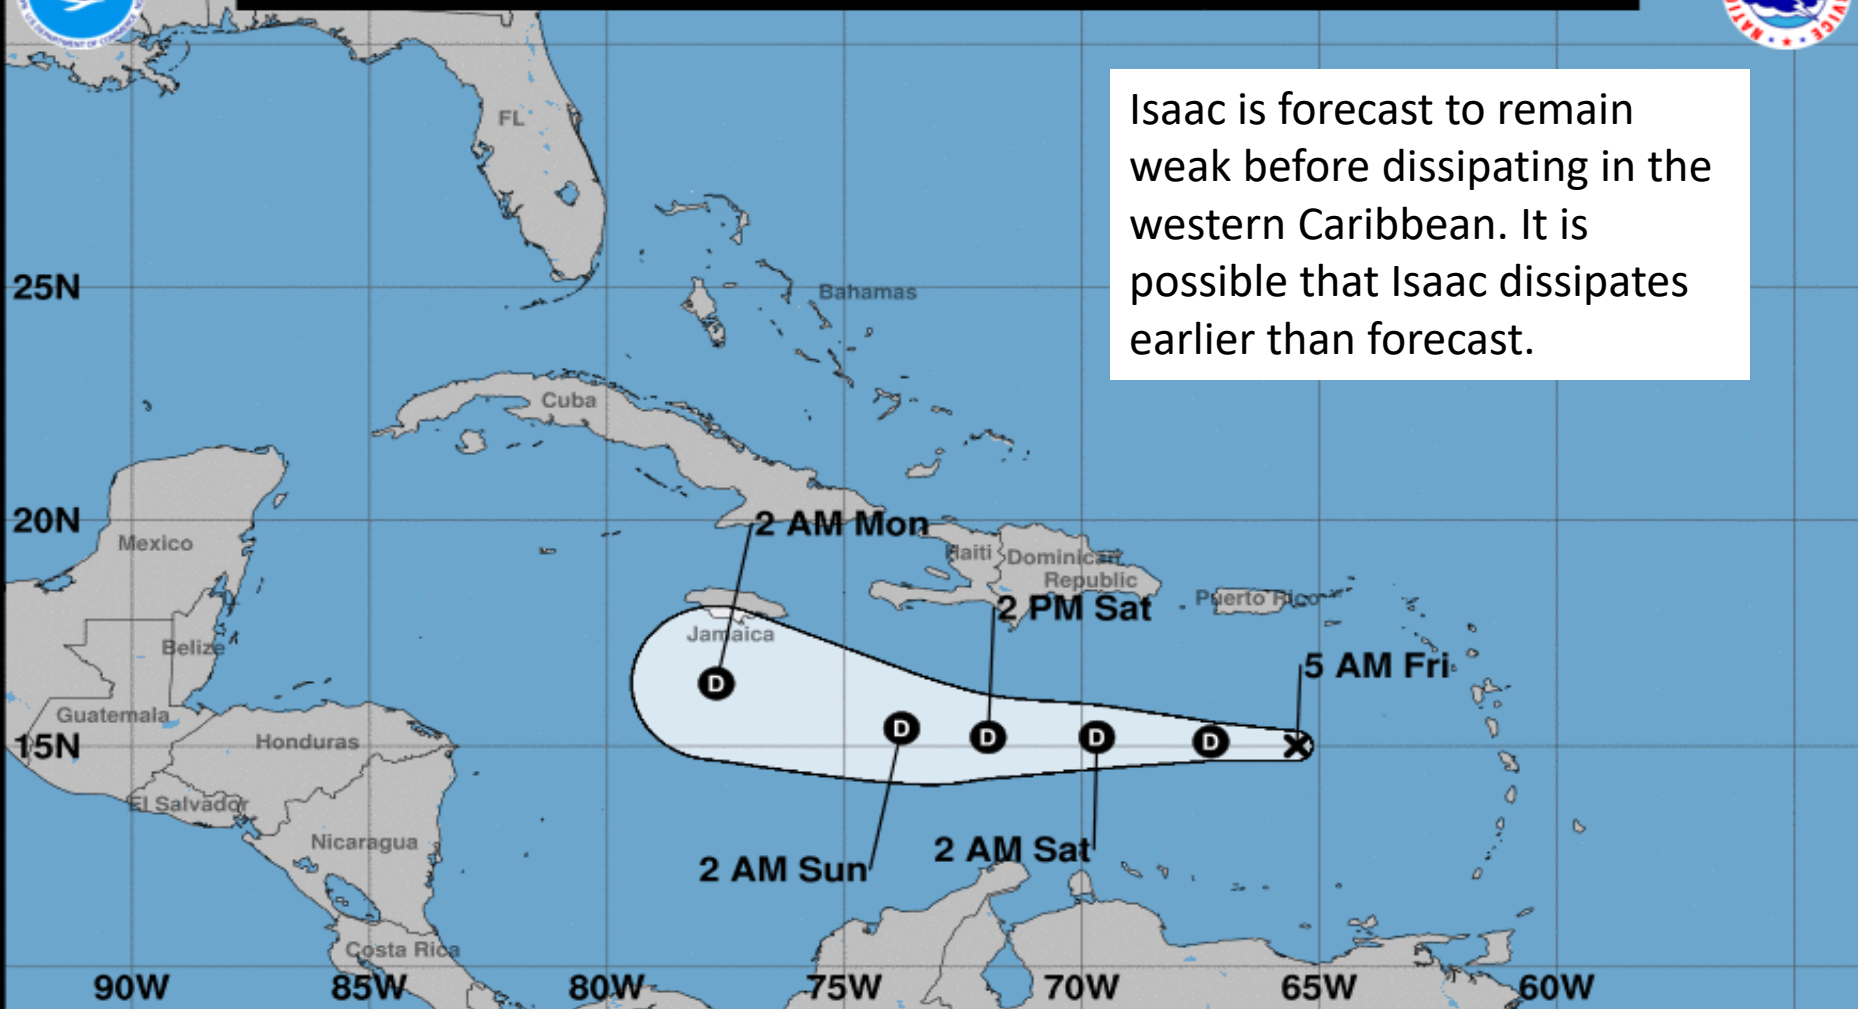 U.S. DEPARTMENT OF COMMERCE
FL
Isaac is forecast to remain
weak before dissipating in the
western Caribbean. It is
possible that Isaac dissipates
earlier than forecast.
25N
Bahamas
Cuba
20N
2 AM Mon
Mexico
Haiti
Dominican
Republic
Puerto Rico
2 PM Sat
Jamaica
Belize
5 AM Fri
D
D
D
D
D
Guatemala
15N
Honduras
El Salvador
Nicaragua
2 AM Sun
2 AM Sat
Costa Rica
90W
85W
80W
75W
70W
65W
60W